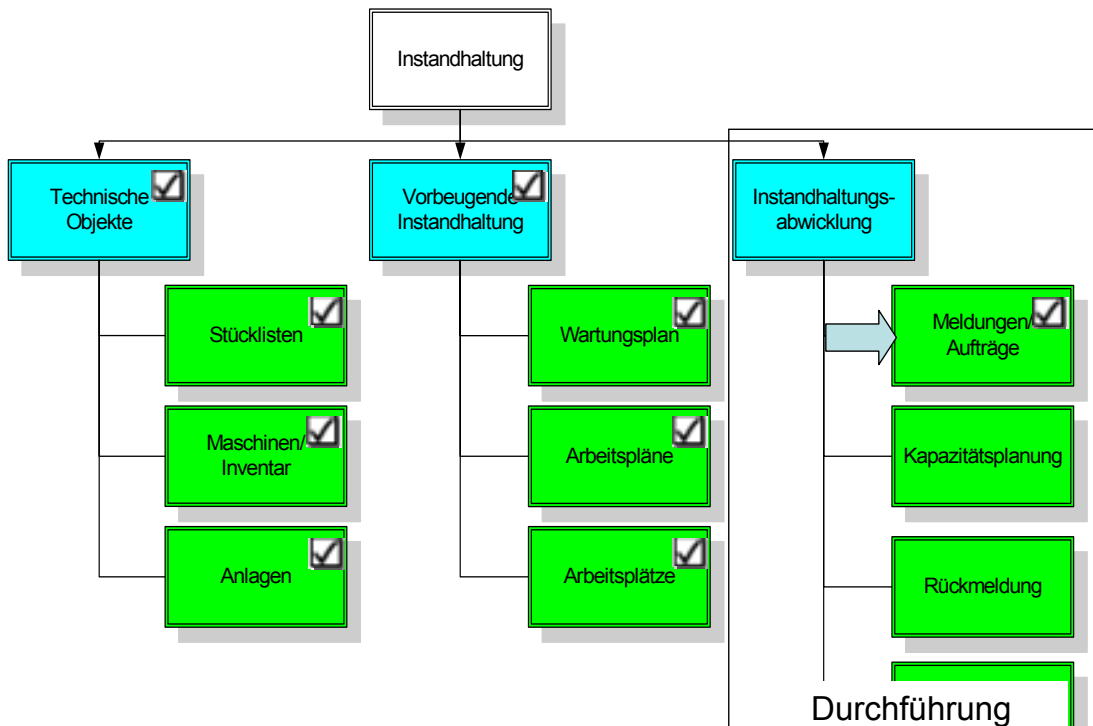 Instandhaltung
Technische
Objekte
Vorbeugende
Instandhaltung
Instandhaltungs-
abwicklung
Stücklisten
Wartungsplan
Meldungen/
Aufträge
Maschinen/
Inventar
Arbeitspläne
Kapazitätsplanung
Anlagen
Arbeitsplätze
Rückmeldung
Durchführung